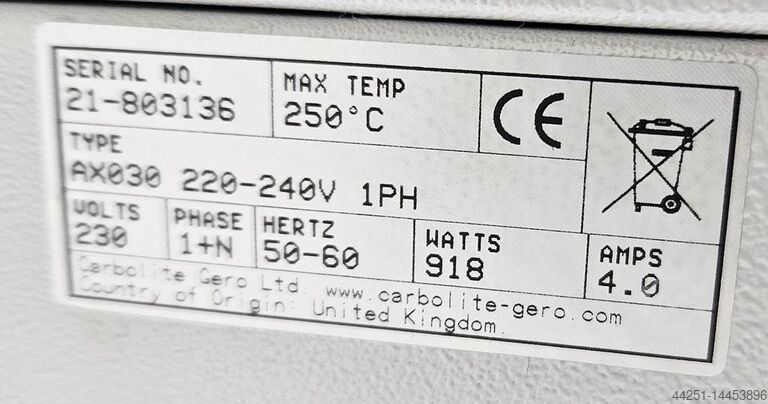 SERIAL NO.
21-803136
MAX TEMP
250°C
CE
TYPE
AX030 220-240V 1PH
VOLTS
230
PHASE
1+N
HERTZ
50-60
WATTS
918
AMPS
4.0
Carbolite Gero Ltd. www.carbolite-gero.com
Country of Origin: United Kingdom.
44251-14453896